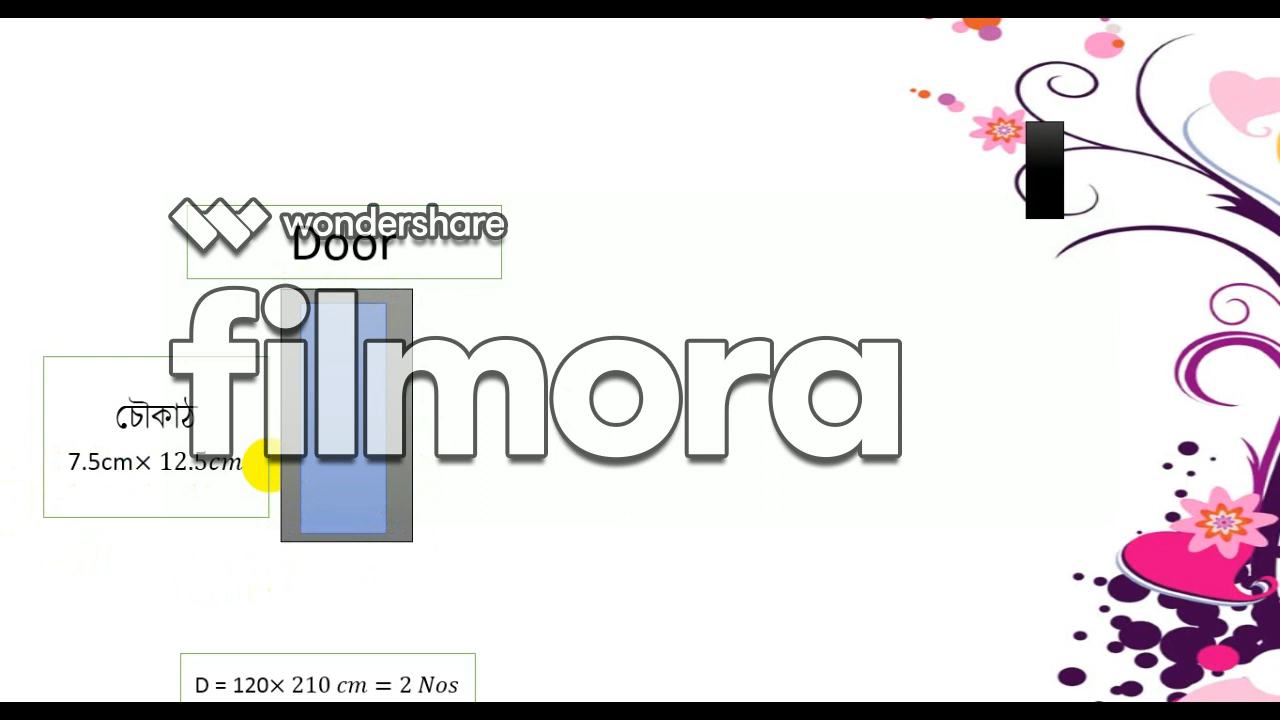 wondershare
Door
filmora
চৌকাঠ
7.5cm× 12.5cm
D = 120× 210 cm = 2 Nos